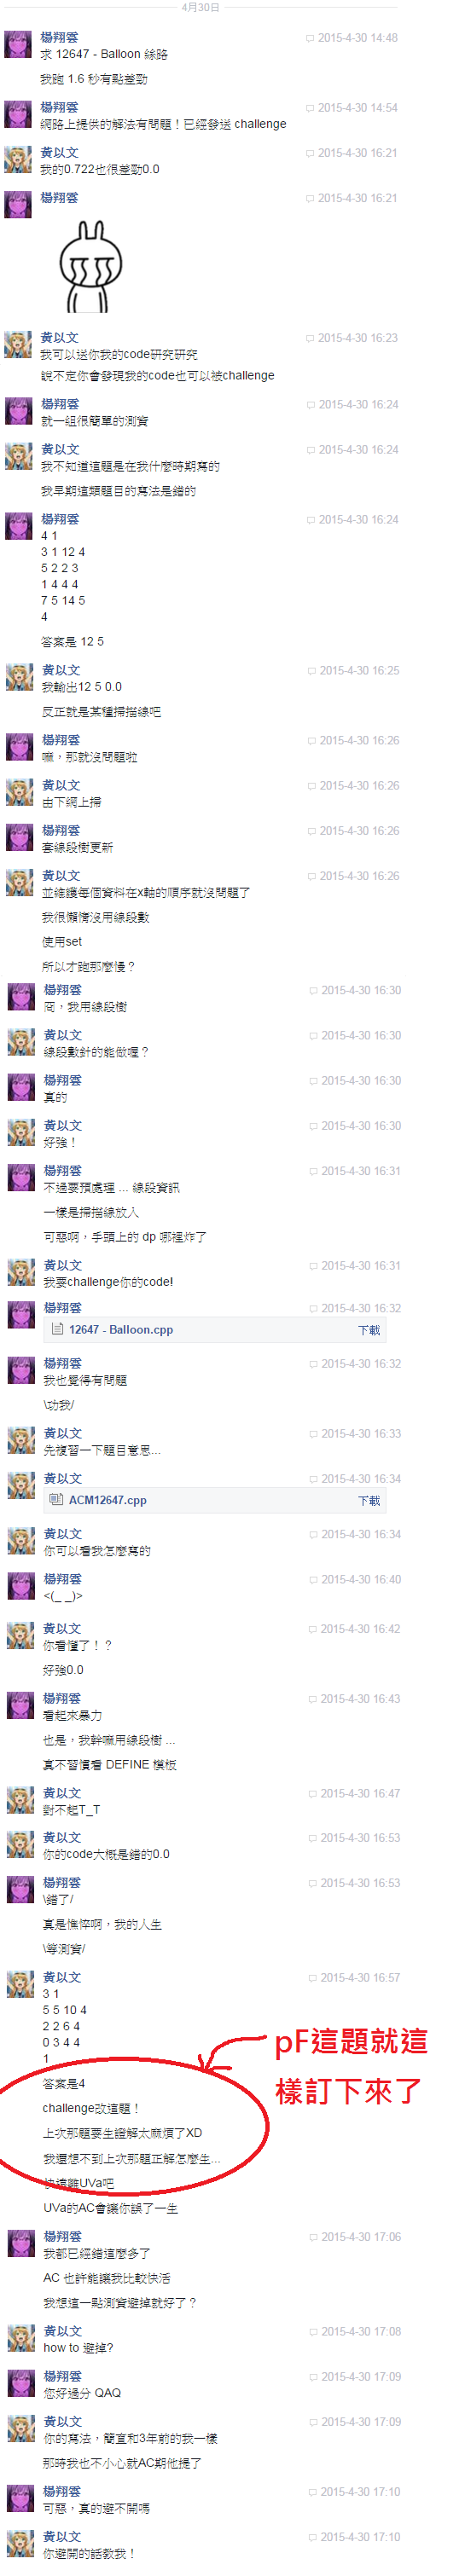 4月30日
楊翔雲 2015-4-30 14:48
求 12647 - Balloon 絲路
我跑 1.6 秒有點差勁
楊翔雲 2015-4-30 14:54
網路上提供的解法有問題！已經發送 challenge
黃以文 2015-4-30 16:21
我的0.722也很差勁0.0
楊翔雲 2015-4-30 16:21
黃以文 2015-4-30 16:23
我可以送你我的code研究研究
說不定你會發現我的code也可以被challenge
楊翔雲 2015-4-30 16:24
就一組很簡單的測資
黃以文 2015-4-30 16:24
我不知道這題是在我什麼時期寫的
我早期這類題目的寫法是錯的
楊翔雲 2015-4-30 16:24
4 1
3 1 12 4
5 2 2 3
1 4 4 4
7 5 14 5
4
答案是 12 5
黃以文 2015-4-30 16:25
我輸出12 5 0.0
反正就是某種掃描線吧
楊翔雲 2015-4-30 16:26
嘛，那就沒問題啦
黃以文 2015-4-30 16:26
由下網上掃
楊翔雲 2015-4-30 16:26
套線段樹更新
黃以文 2015-4-30 16:26
並維護每個資料在x軸的順序就沒問題了
我很懶惰沒用線段數
使用set
所以才跑那麼慢？
楊翔雲 2015-4-30 16:30
冏，我用線段樹
黃以文 2015-4-30 16:30
線段數針的能做喔？
楊翔雲 2015-4-30 16:30
真的
黃以文 2015-4-30 16:30
好強！
楊翔雲 2015-4-30 16:31
不過要預處理 ... 線段資訊
一樣是掃描線放入
可惡啊，手頭上的 dp 哪裡炸了
黃以文 2015-4-30 16:31
我要challenge你的code!
楊翔雲 2015-4-30 16:32
12647 - Balloon.cpp 下載
楊翔雲 2015-4-30 16:32
我也覺得有問題
\功我/
黃以文 2015-4-30 16:33
先複習一下題目意思...
黃以文 2015-4-30 16:34
ACM12647.cpp 下載
黃以文 2015-4-30 16:34
你可以看我怎麼寫的
楊翔雲 2015-4-30 16:40
<(_ _)>
黃以文 2015-4-30 16:42
你看懂了！？
好強0.0
楊翔雲 2015-4-30 16:43
看起來暴力
也是，我幹嘛用線段樹 ...
真不習慣看 DEFINE 模板
黃以文 2015-4-30 16:47
對不起T_T
黃以文 2015-4-30 16:53
你的code大概是錯的0.0
楊翔雲 2015-4-30 16:53
\錯了/
真是憔悴啊，我的人生
\等測資/
黃以文 2015-4-30 16:57
3 1
5 5 10 4
2 2 6 4
0 3 4 4
1
答案是4
challenge改這題！
上次那題要生證解太麻煩了XD
我還想不到上次那題正解怎麼生...
快遠離UVa吧
UVa的AC會讓你誤了一生
pF這題就這
樣訂下來了
楊翔雲 2015-4-30 17:06
我都已經錯這麼多了
AC 也許能讓我比較快活
我想這一點測資避掉就好了？
黃以文 2015-4-30 17:08
how to 避掉?
楊翔雲 2015-4-30 17:09
您好過分 QAQ
黃以文 2015-4-30 17:09
你的寫法，簡直和3年前的我一樣
那時我也不小心就AC期他提了
楊翔雲 2015-4-30 17:10
可惡，真的避不開嗎
黃以文 2015-4-30 17:10
你避開的話教我！